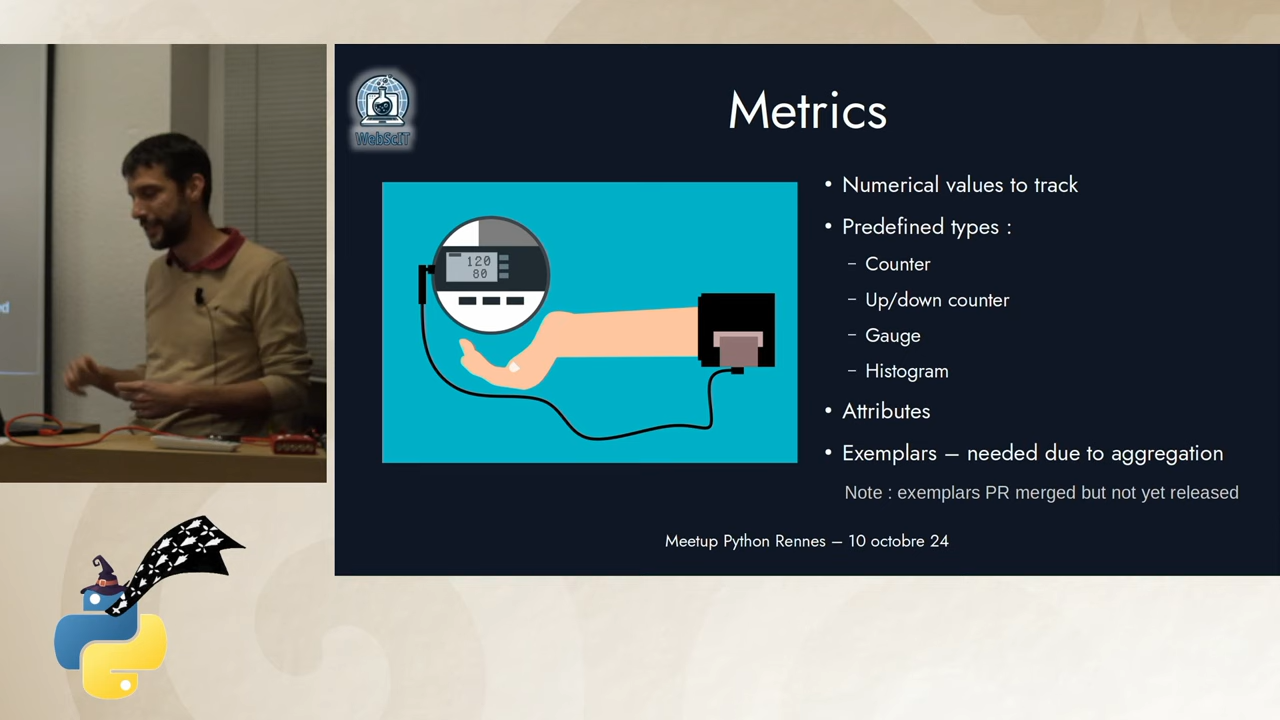 WebScIT
Metrics
120
80
• Numerical values to track
• Predefined types :
– Counter
– Up/down counter
– Gauge
– Histogram
• Attributes
• Exemplars – needed due to aggregation
Note : exemplars PR merged but not yet released
Meetup Python Rennes – 10 octobre 24